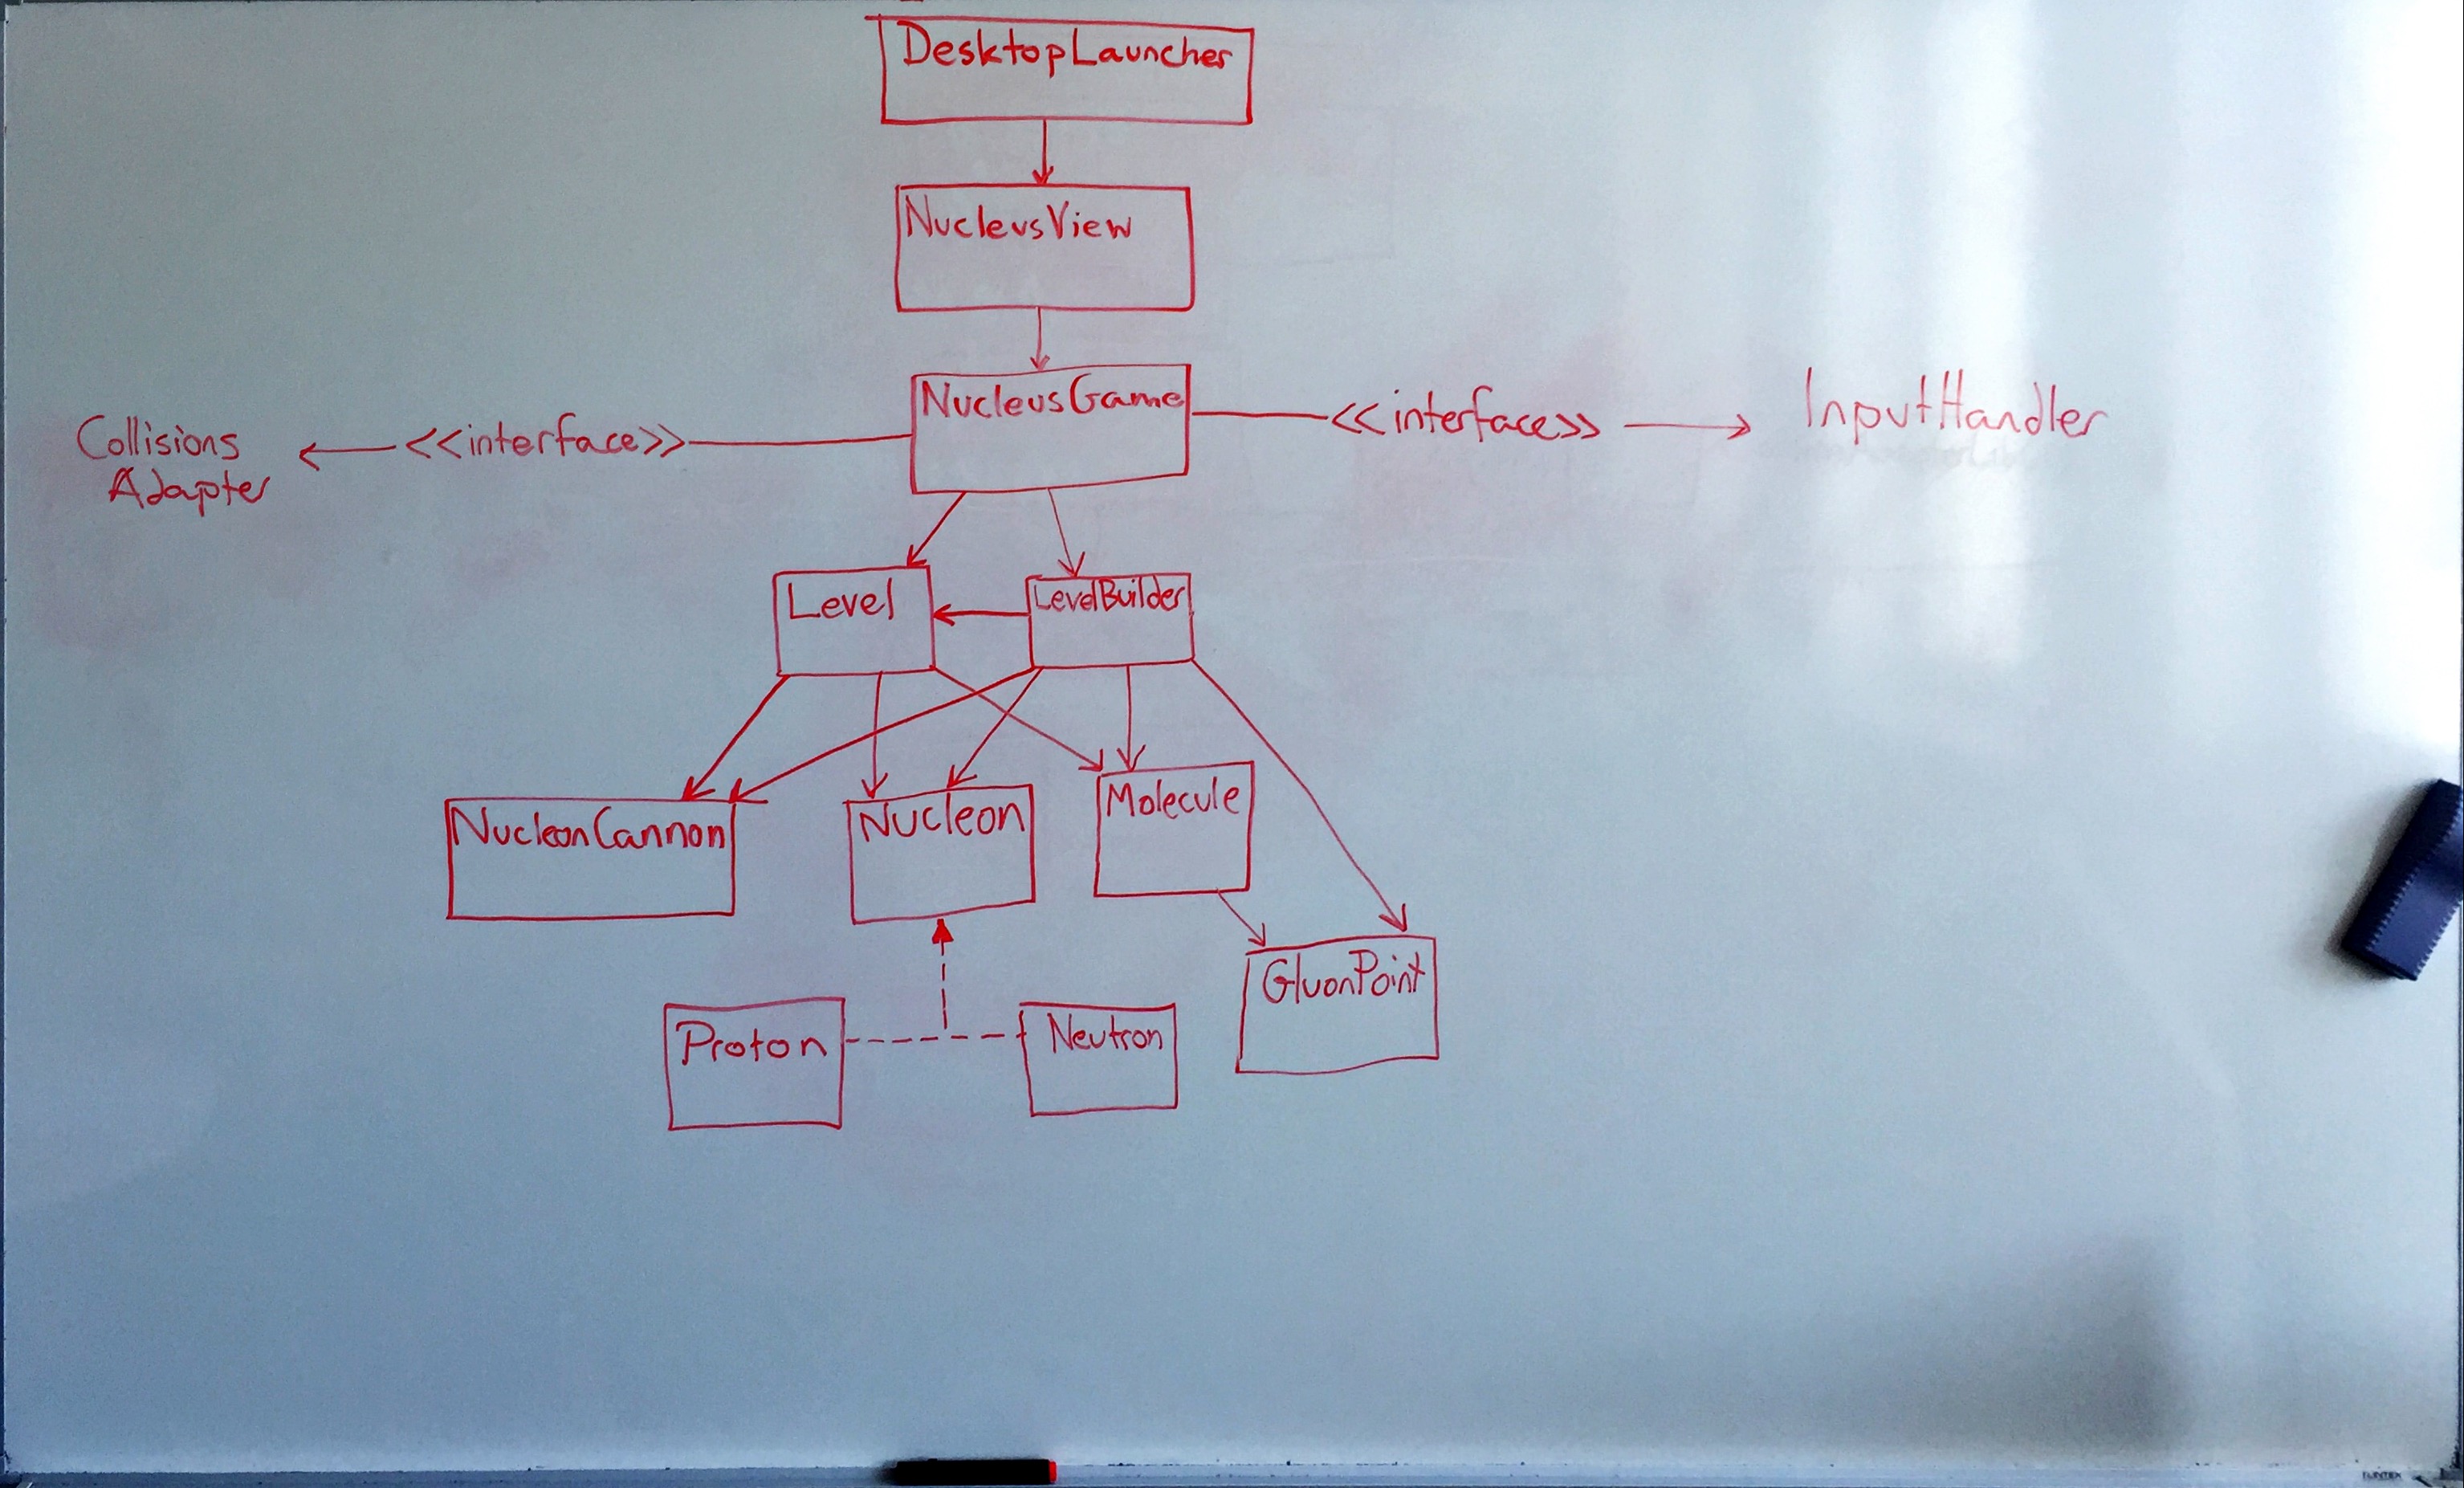 DesktopLauncher
NucleusView
NucleusGame
Collisions
Adapter
<<interface>>
<<interface>>
InputHandler
Level
LevelBuilder
NucleonCannon
Nucleon
Molecule
GluonPoint
Proton
Neutron